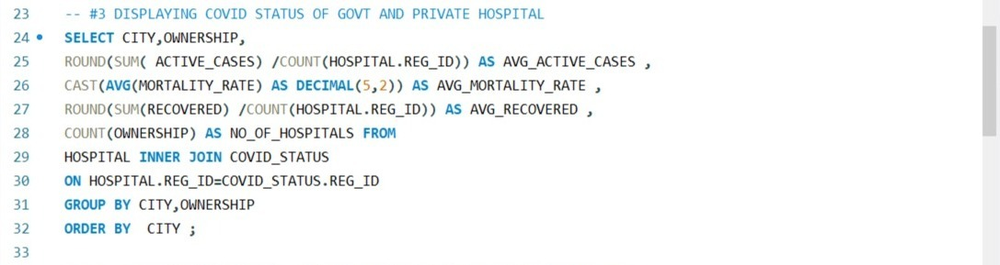 23 -- #3 DISPLAYING COVID STATUS OF GOVT AND PRIVATE HOSPITAL
24 SELECT CITY,OWNERSHIP,
25 ROUND(SUM( ACTIVE_CASES) /COUNT(HOSPITAL.REG_ID)) AS AVG_ACTIVE_CASES ,
26 CAST(AVG(MORTALITY_RATE) AS DECIMAL(5,2)) AS AVG_MORTALITY_RATE ,
27 ROUND(SUM(RECOVERED) /COUNT(HOSPITAL.REG_ID)) AS AVG_RECOVERED ,
28 COUNT(OWNERSHIP) AS NO_OF_HOSPITALS FROM
29 HOSPITAL INNER JOIN COVID_STATUS
30 ON HOSPITAL.REG_ID=COVID_STATUS.REG_ID
31 GROUP BY CITY,OWNERSHIP
32 ORDER BY  CITY ;
33